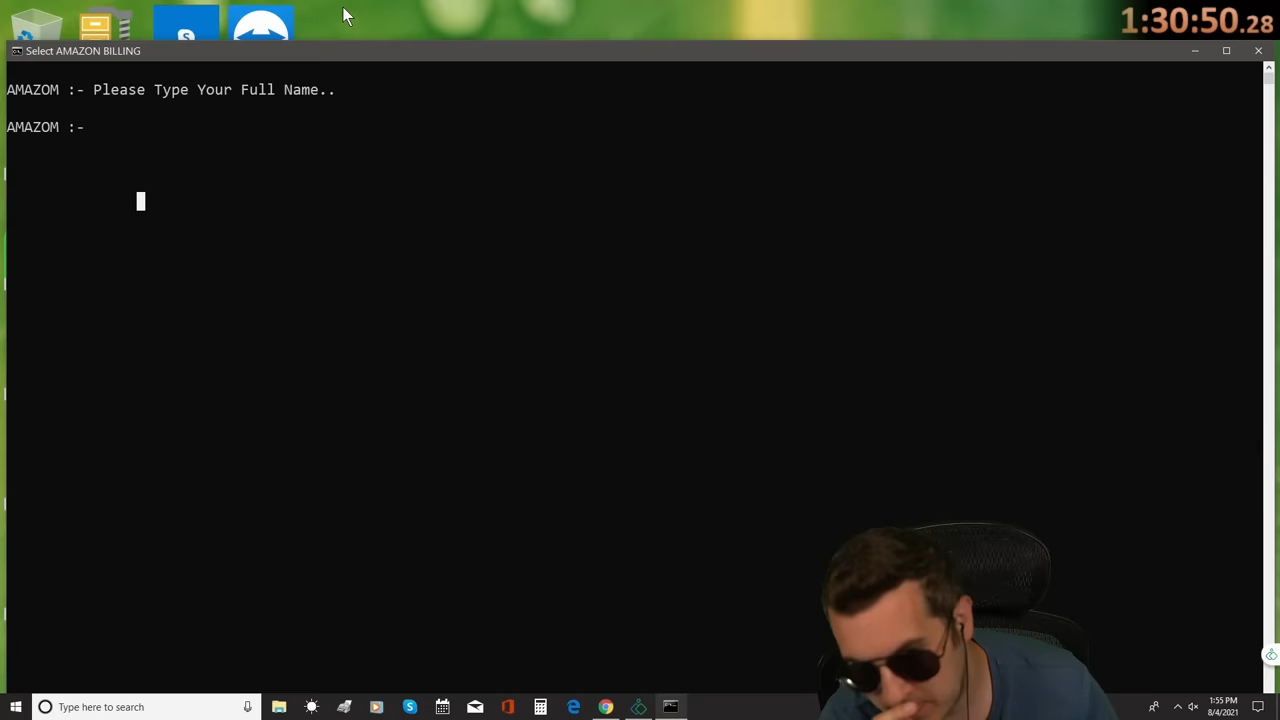 1:30:50.28
Select AMAZON BILLING
AMAZOM :- Please Type Your Full Name..
AMAZOM :-
Type here to search
1:55 PM
8/4/2021